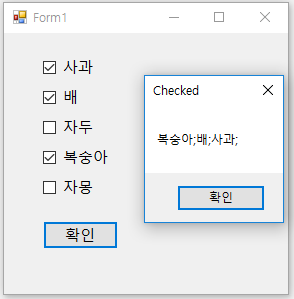 Form1
사과
배
자두
복숭아
자몽
확인
Checked
복숭아;배;사과;
확인